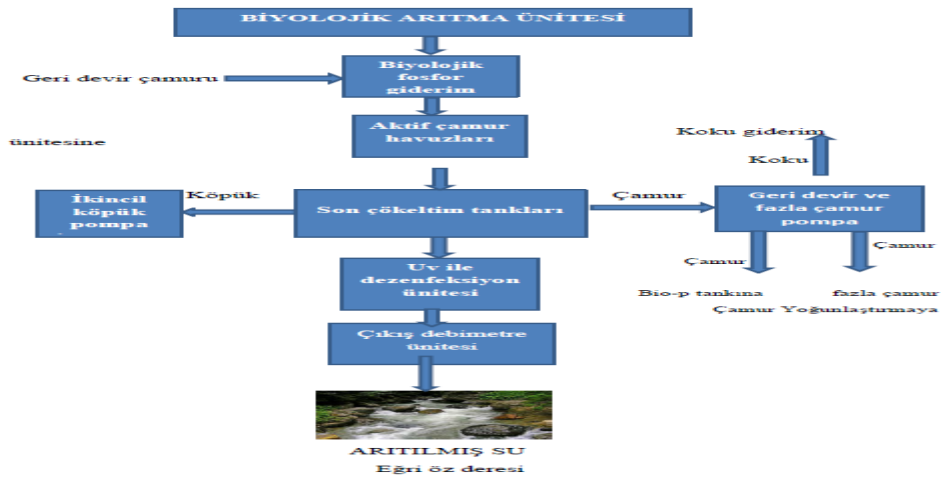 BİYOLOJİK ARITMA ÜNİTESİ
Geri devir çamuru
Biyolojik
fosfor
giderim
Aktif çamur
havuzları
ünitesine
Koku giderim
Koku
İkincil
köpük
pompa
Köpük
Son çökeltim tankları
Çamur
Geri devir ve
fazla çamur
pompa
Çamur
Çamur
Bio-p tankına
fazla çamur
Çamur Yoğunlaştırmaya
Uv ile
dezenfeksiyon
ünitesi
Çıkış debimetre
ünitesi
ARITILMIŞ SU
Eğri öz deresi